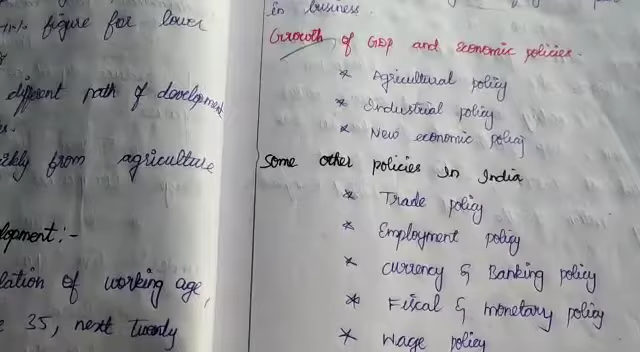 figure for lower
different path of development
from agriculture
lopment:-
lation of working age,
35, next twenty
in business.
Growth of GDP and economic policies.
* Agricultural policy
* Industrial policy
* New economic policy
Some other policies in India
* Trade policy
* Employment policy
* Currency & Banking policy
* Fiscal & monetary policy
* Wage policy